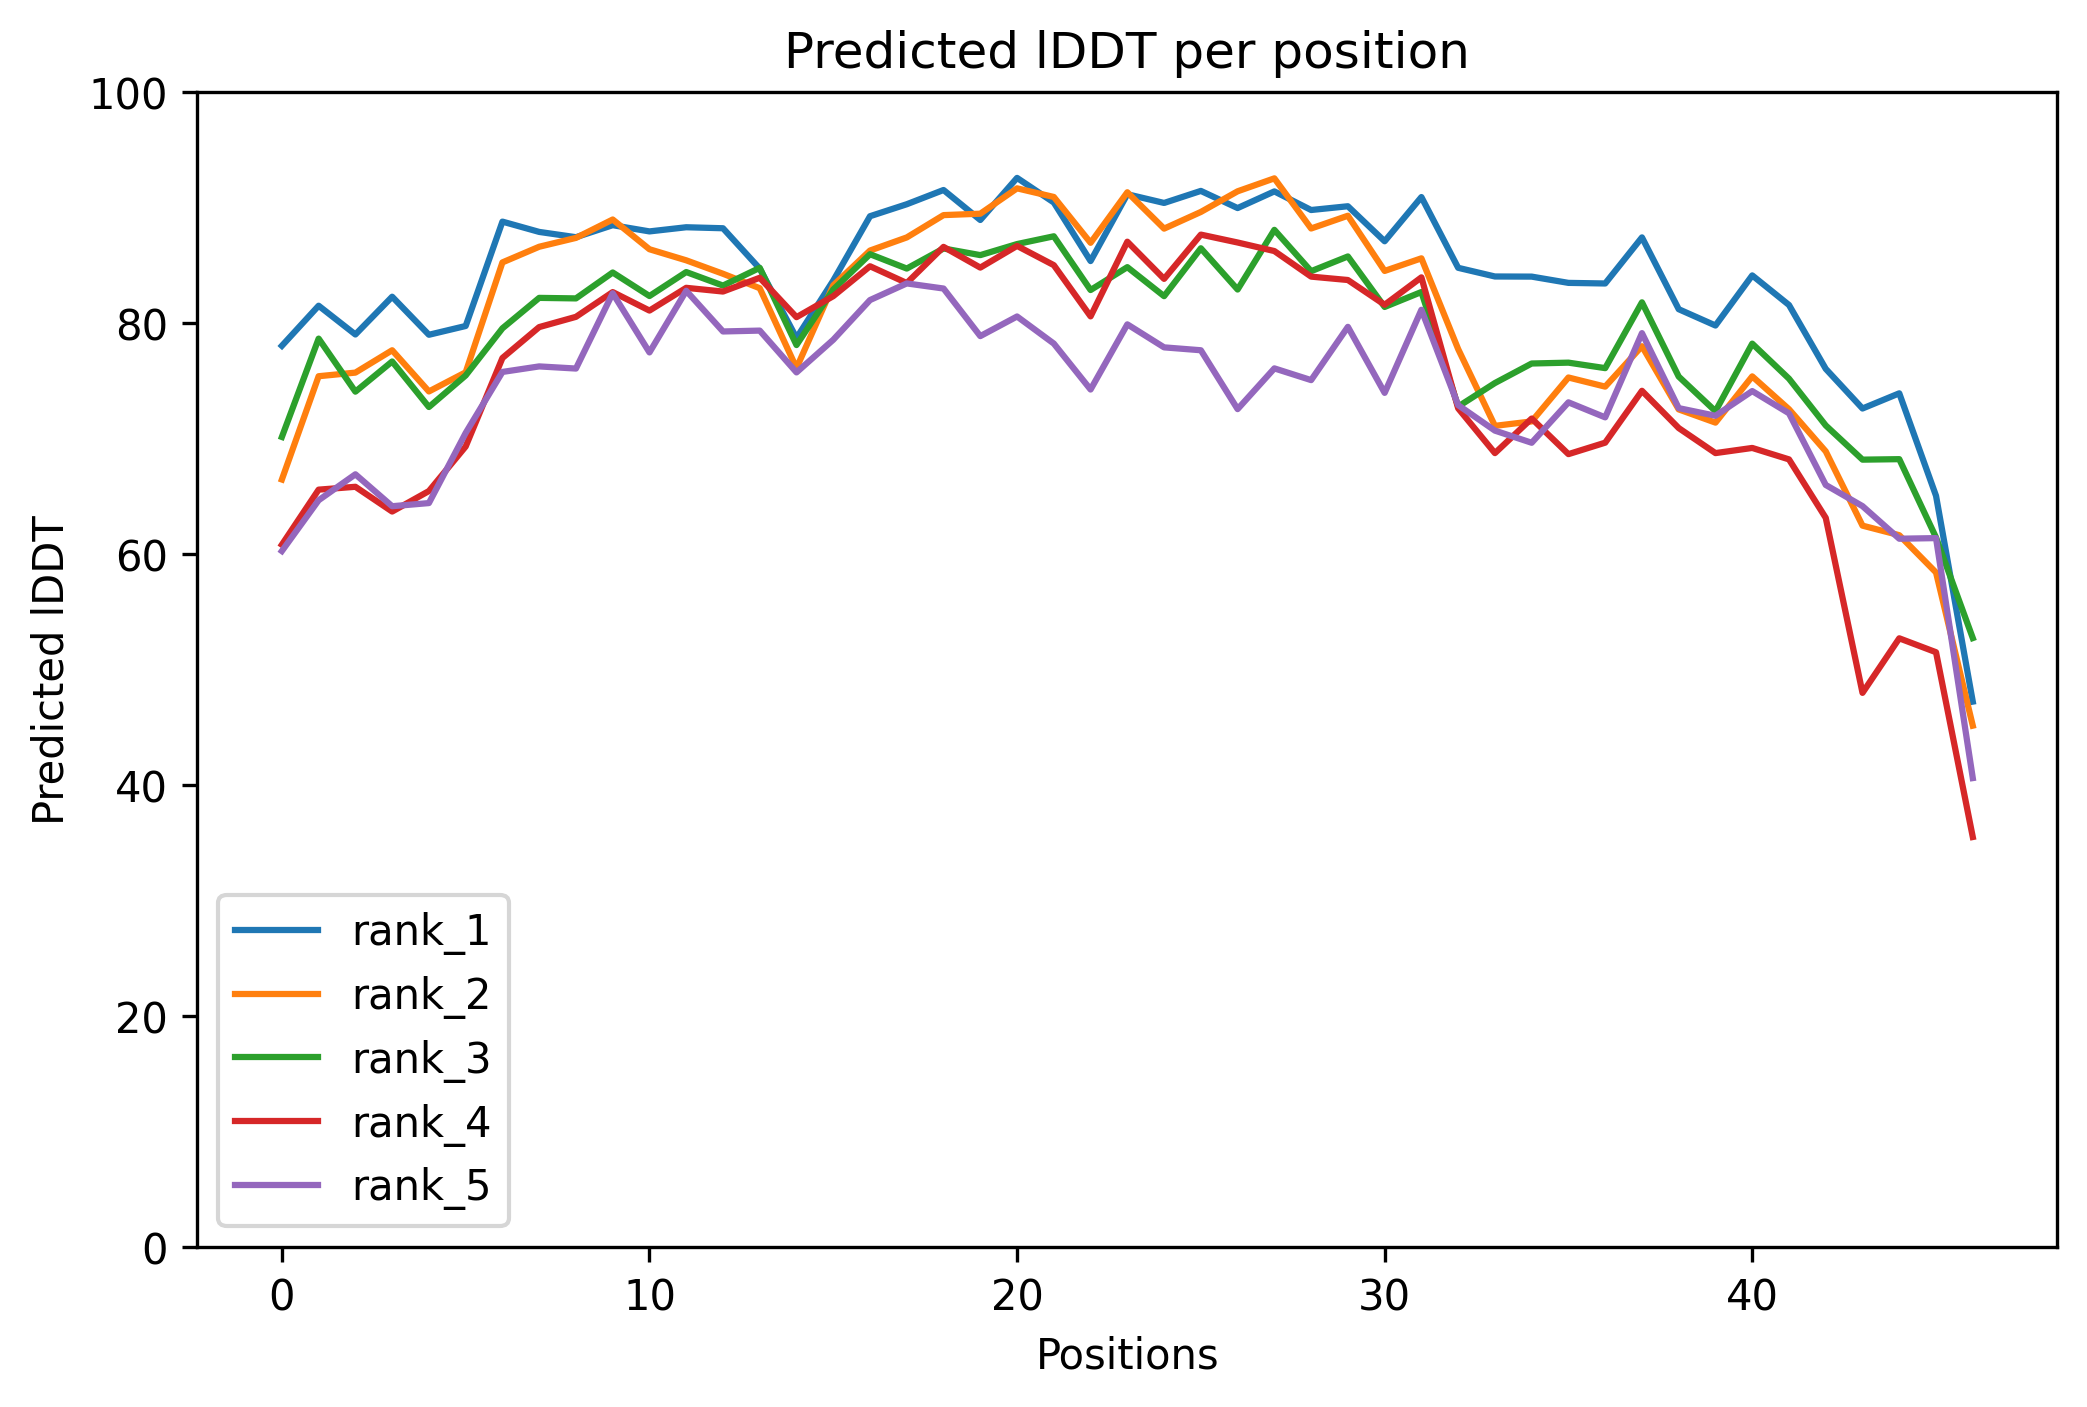 Predicted lDDT per position
100
80
60
40
20
0
Predicted lDDT
rank_1
rank_2
rank_3
rank_4
rank_5
0 10 20 30 40
Positions